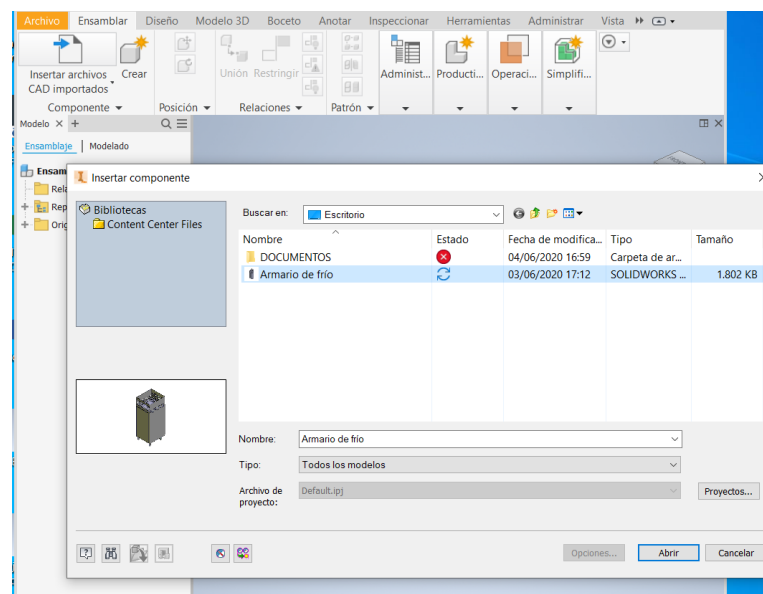 Archivo Ensamblar Diseño Modelo 3D Boceto Anotar Inspeccionar Herramientas Administrar Vista
Insertar archivos CAD importados
Crear
Unión Restringir
Administ... Producti... Operaci... Simplifi...
Componente Posición Relaciones Patrón
Modelo × +
Ensamblaje | Modelado
Ensam
Rela
Rep
Orig
Insertar componente
Bibliotecas
Content Center Files
Buscar en: Escritorio
Nombre Estado Fecha de modifica... Tipo Tamaño
DOCUMENTOS 04/06/2020 16:59 Carpeta de ar...
Armario de frío 03/06/2020 17:12 SOLIDWORKS ... 1.802 KB
Nombre: Armario de frío
Tipo: Todos los modelos
Archivo de proyecto: Default.ipj
Proyectos...
Opciones... Abrir Cancelar